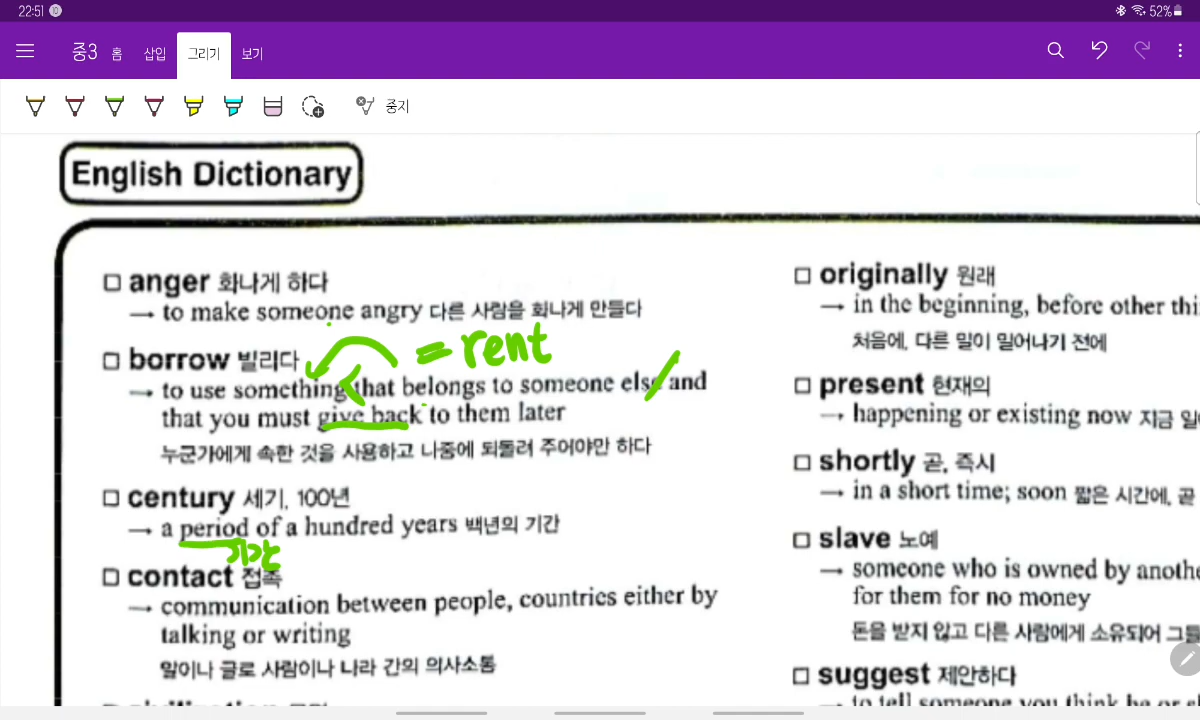 22:51
52%
중3 홈 삽입 그리기 보기
중지
English Dictionary
□ anger 화나게 하다
→ to make someone angry 다른 사람을 화나게 만들다
= rent
□ borrow 빌리다
→ to use something that belongs to someone else and
that you must give back to them later
누군가에게 속한 것을 사용하고 나중에 되돌려 주어야만 하다
□ century 세기, 100년
→ a period of a hundred years 백년의 기간
기간
□ contact 접촉
→ communication between people, countries either by
talking or writing
말이나 글로 사람이나 나라 간의 의사소통
□ originally 원래
→ in the beginning, before other
처음에, 다른 일이 일어나기 전에
□ present 현재의
→ happening or existing now 지금
□ shortly 곧, 즉시
→ in a short time; soon 짧은 시간에, 곧
□ slave 노예
→ someone who is owned by
for them for no money
돈을 받지 않고 다른 사람에게 소유되어
□ suggest 제안하다
to tell someone you think he or